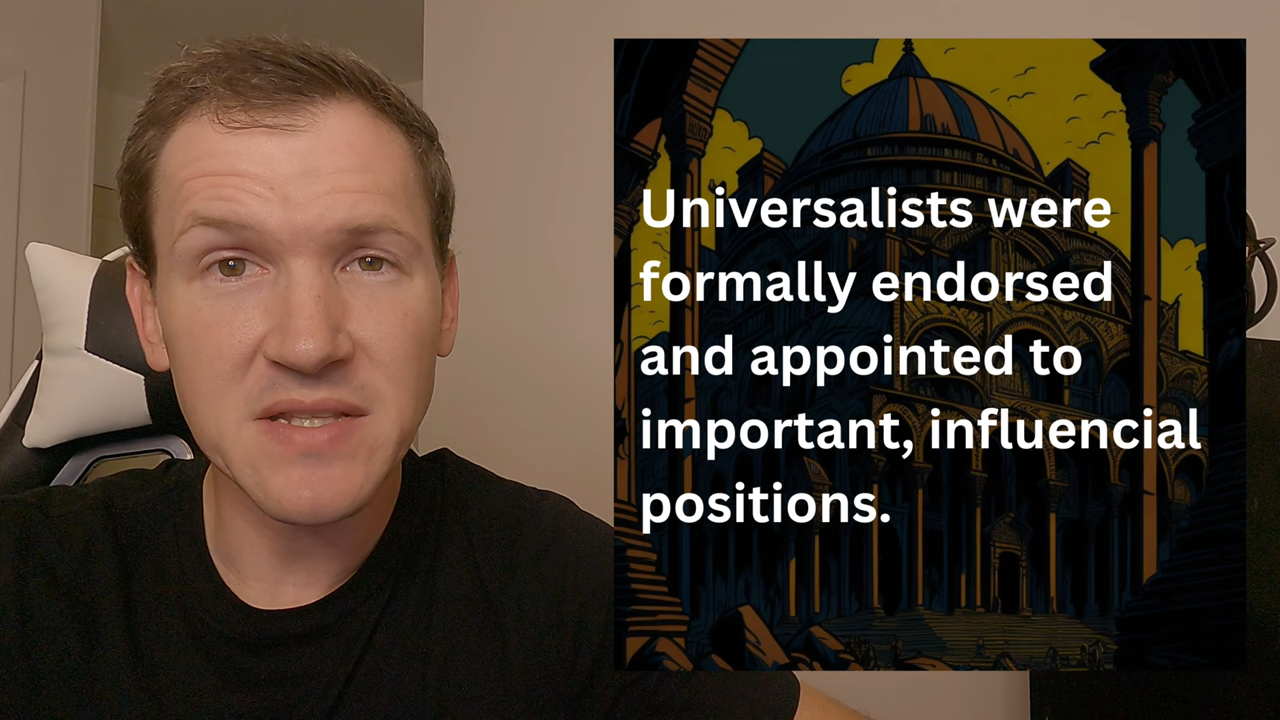 Universalists were
formally endorsed
and appointed to
important, influencial
positions.